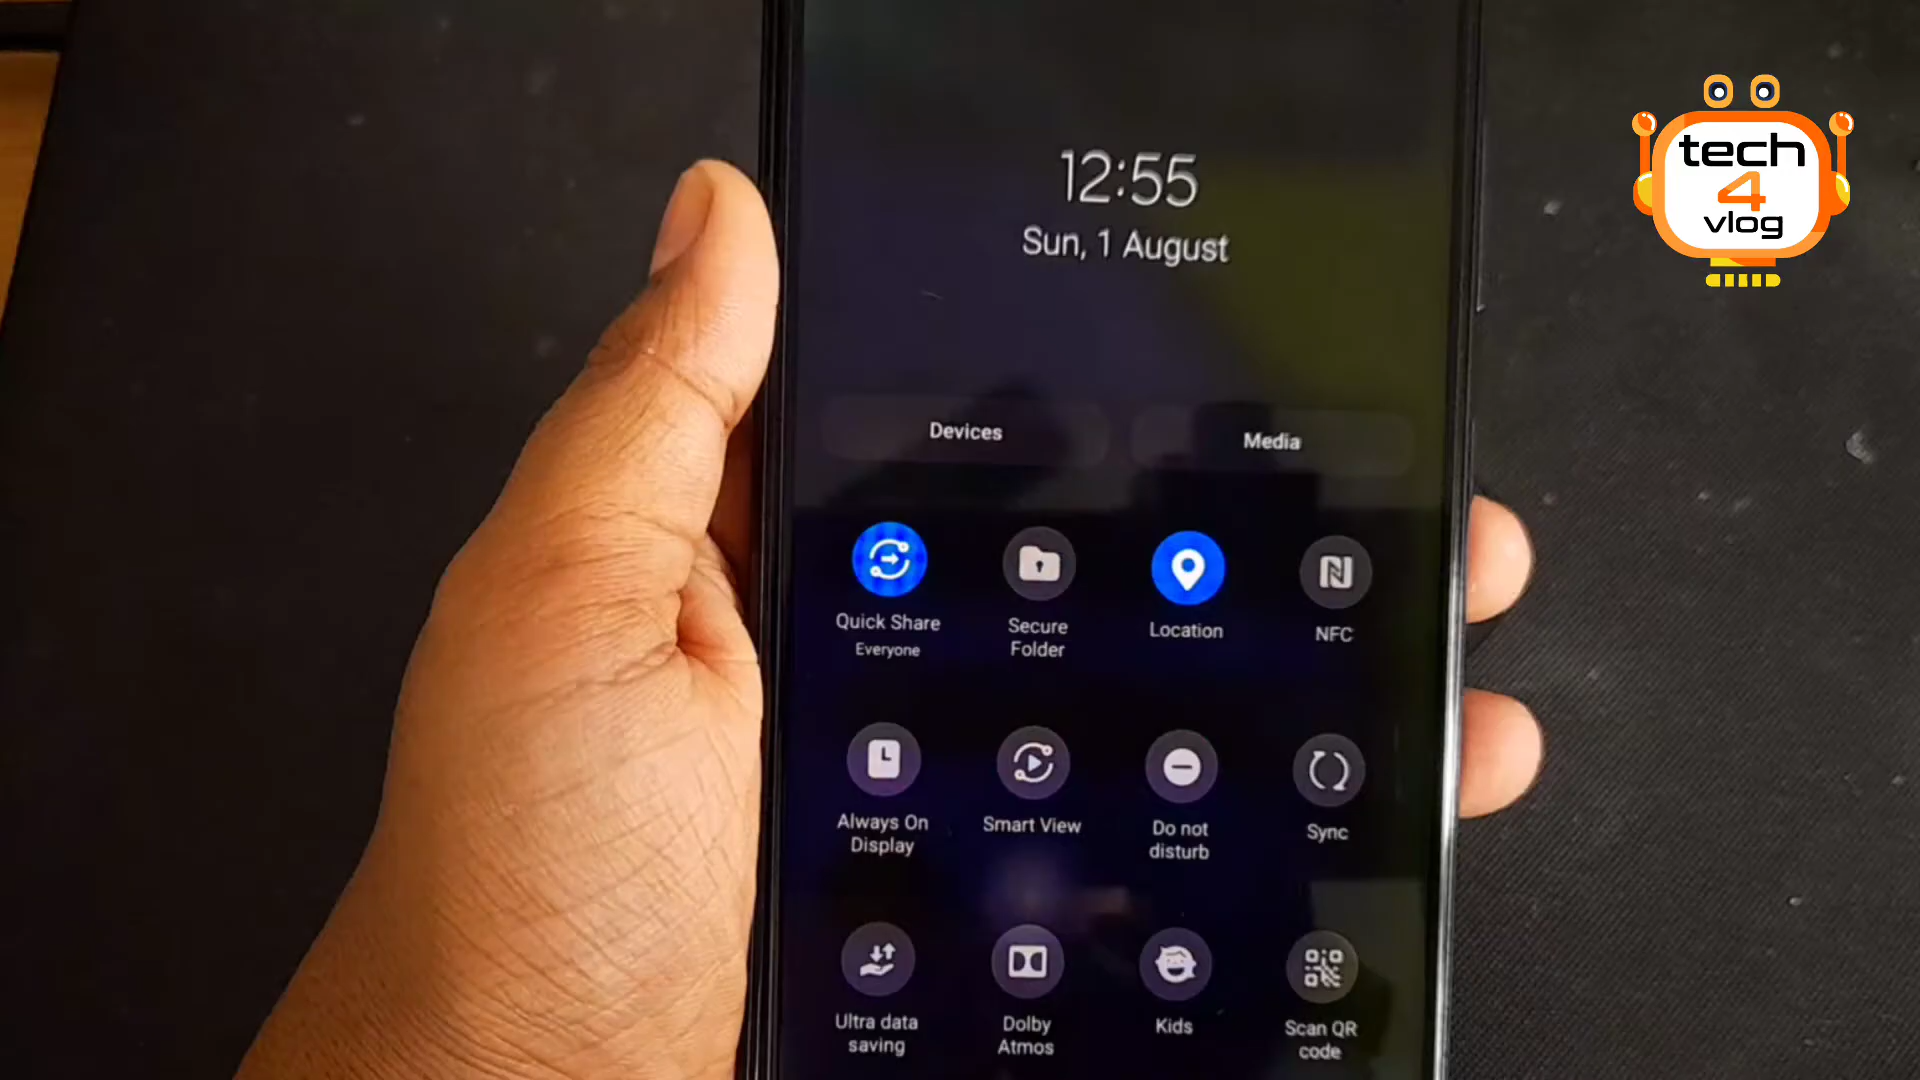 tech
4
vlog
12:55
Sun, 1 August
Devices
Media
Quick Share
Everyone
Secure
Folder
Location
NFC
Always On
Display
Smart View
Do not
disturb
Sync
Ultra data
saving
Dolby
Atmos
Kids
Scan QR
code